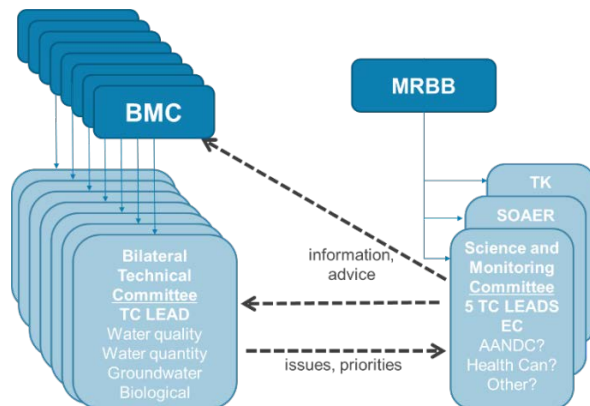 BMC
MRBB
TK
SOAER
Bilateral
Technical
Committee
TC LEAD
Water quality
Water quantity
Groundwater
Biological
information,
advice
issues, priorities
Science and
Monitoring
Committee
5 TC LEADS
EC
AANDC?
Health Can?
Other?